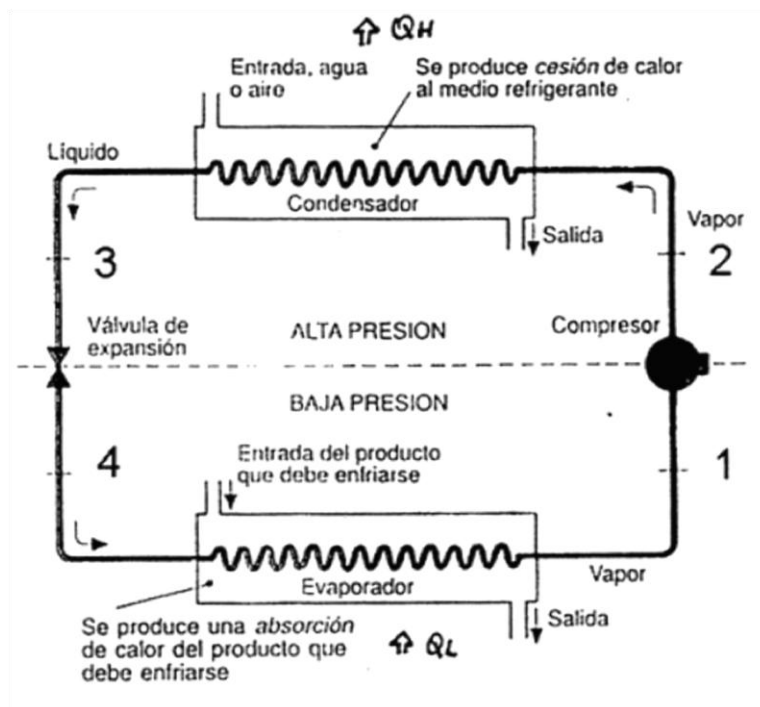 QH
Entrada, agua
o aire
Se produce cesión de calor
al medio refrigerante
Líquido
Condensador
Vapor
Salida
3
2
Válvula de
expansión
ALTA PRESION
Compresor
BAJA PRESION
4
Entrada del producto
que debe enfriarse
1
Evaporador
Vapor
Salida
Se produce una absorción
de calor del producto que
debe enfriarse
QL